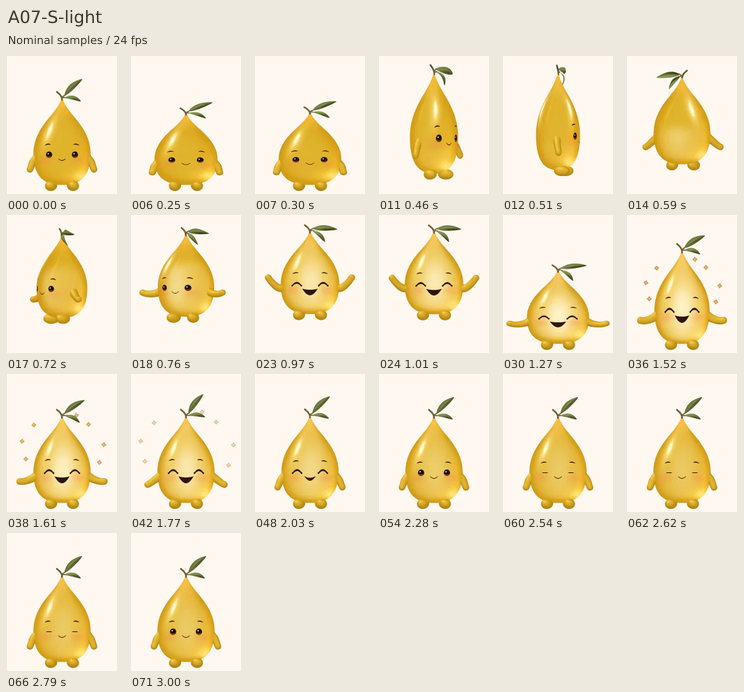 A07-S-light
Nominal samples / 24 fps
000 0.00 s
006 0.25 s
007 0.30 s
011 0.46 s
012 0.51 s
014 0.59 s
017 0.72 s
018 0.76 s
023 0.97 s
024 1.01 s
030 1.27 s
036 1.52 s
038 1.61 s
042 1.77 s
048 2.03 s
054 2.28 s
060 2.54 s
062 2.62 s
066 2.79 s
071 3.00 s